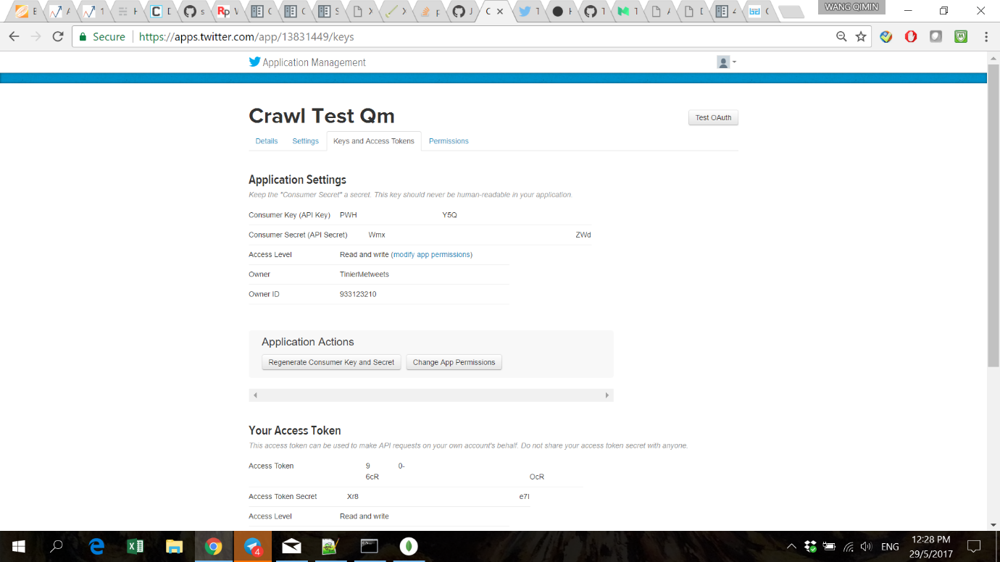 WANG QIMIN
Secure https://apps.twitter.com/app/13831449/keys
Application Management
Crawl Test Qm
Test OAuth
Details Settings Keys and Access Tokens Permissions
Application Settings
Keep the "Consumer Secret" a secret. This key should never be human-readable in your application.
Consumer Key (API Key) PWH Y5Q
Consumer Secret (API Secret) Wmx ZWd
Access Level Read and write (modify app permissions)
Owner TinierMetweets
Owner ID 933123210
Application Actions
Regenerate Consumer Key and Secret Change App Permissions
Your Access Token
This access token can be used to make API requests on your own account's behalf. Do not share your access token secret with anyone.
Access Token 9 0-
6cR OcR
Access Token Secret Xr8
Access Level Read and write
4
ENG
12:28 PM
29/5/2017